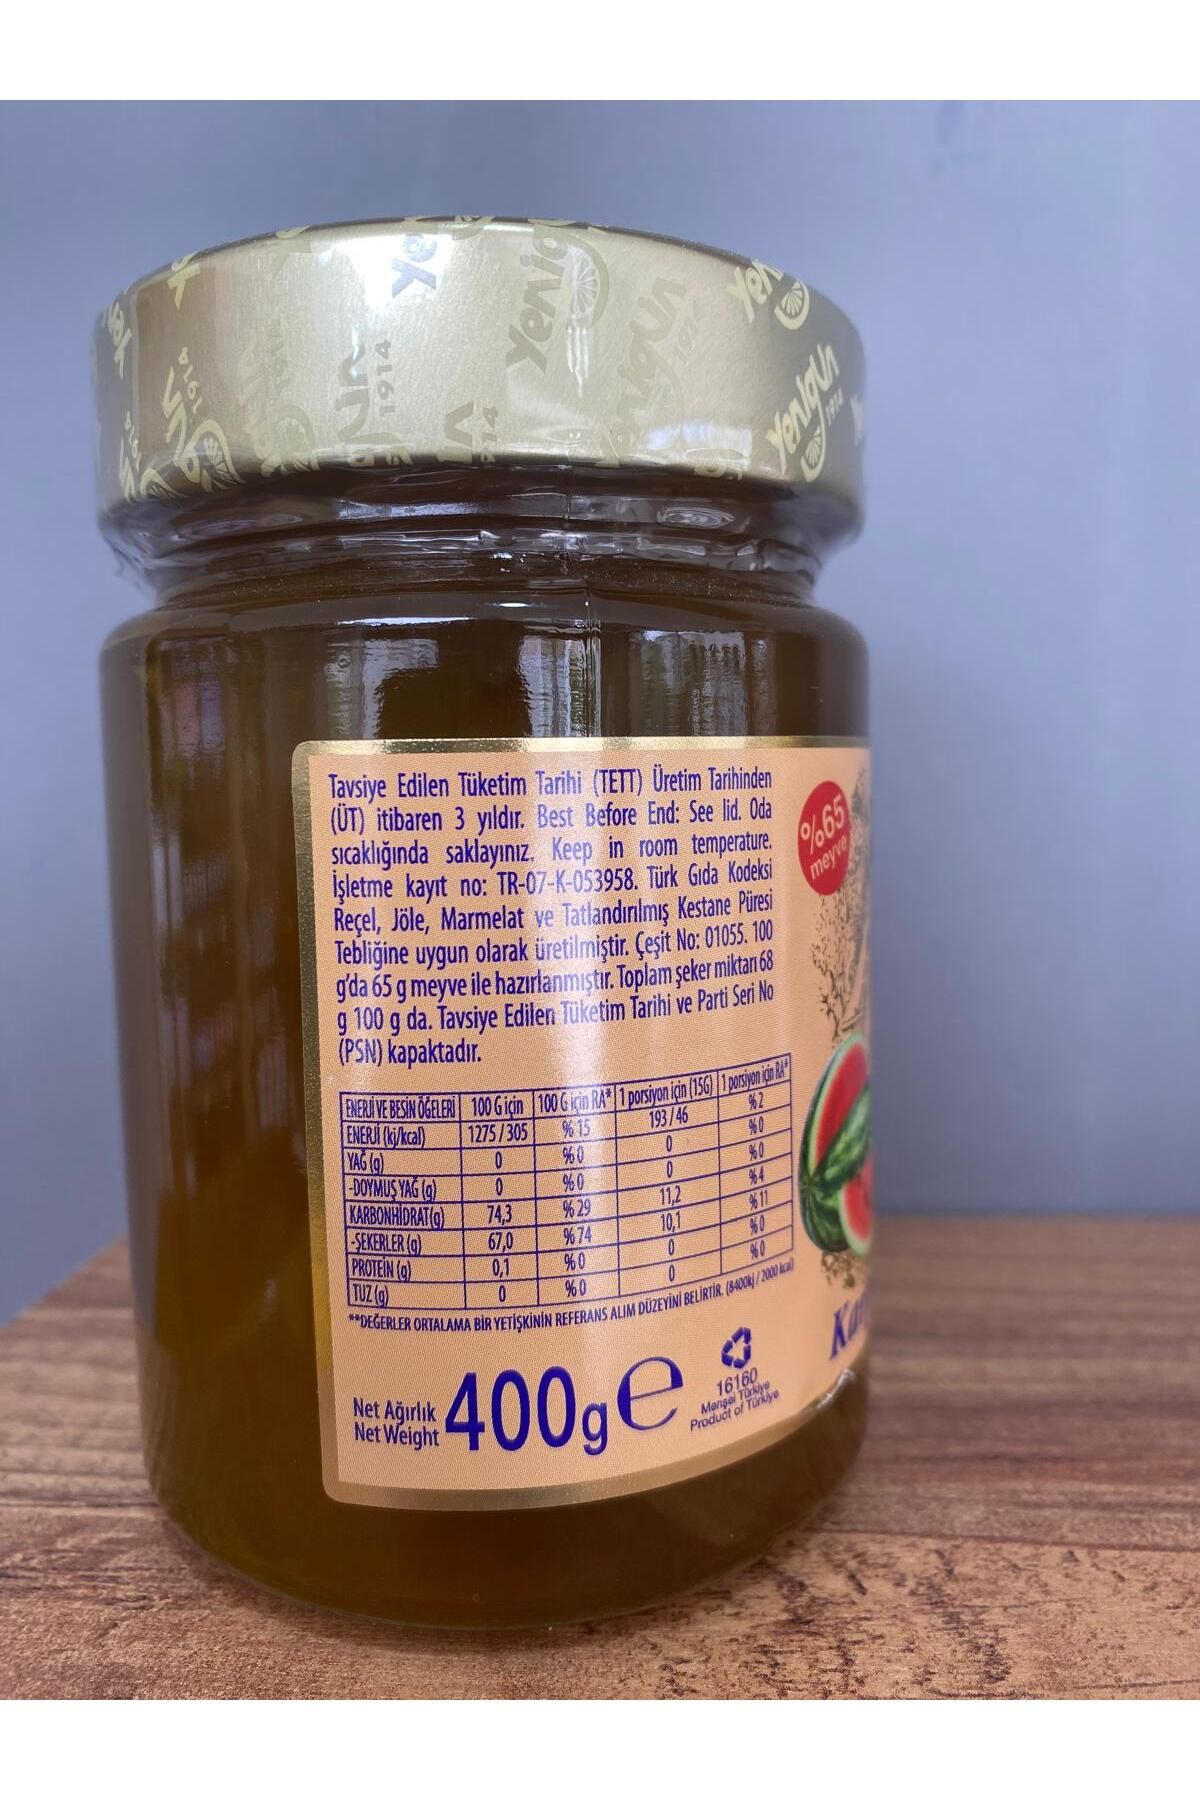 Yenigün
1914
Tavsiye Edilen Tüketim Tarihi (TETT) Üretim Tarihinden
(ÜT) itibaren 3 yıldır. Best Before End: See lid. Oda
sıcaklığında saklayınız. Keep in room temperature.
İşletme kayıt no: TR-07-K-053958. Türk Gıda Kodeksi
Reçel, Jöle, Marmelat ve Tatlandırılmış Kestane Püresi
Tebliğine uygun olarak üretilmiştir. Çeşit No: 01055. 100
g'da 65 g meyve ile hazırlanmıştır. Toplam şeker miktarı 68
g 100 g da. Tavsiye Edilen Tüketim Tarihi ve Parti Seri No
(PSN) kapaktadır.
%65
meyve
ENERJİ VE BESİN ÖĞELERİ 100 G için 100 G için RA* 1 porsiyon için (15G) 1 porsiyon için RA*
ENERJİ (kj/kcal) 1275 / 305 %15 193 / 46 %2
YAĞ (g) 0 %0 0 %0
-DOYMUŞ YAĞ (g) 0 %0 0 %0
KARBONHİDRAT(g) 74,3 %29 11,2 %4
-ŞEKERLER (g) 67,0 %74 10,1 %11
PROTEİN (g) 0,1 %0 0 %0
TUZ (g) 0 %0 0 %0
**DEĞERLER ORTALAMA BİR YETİŞKİNİN REFERANS ALIM DÜZEYİNİ BELİRTİR. (8400kj / 2000 kcal)
Net Ağırlık
Net Weight
400g e
16160
Menşei Türkiye
Product of Türkiye